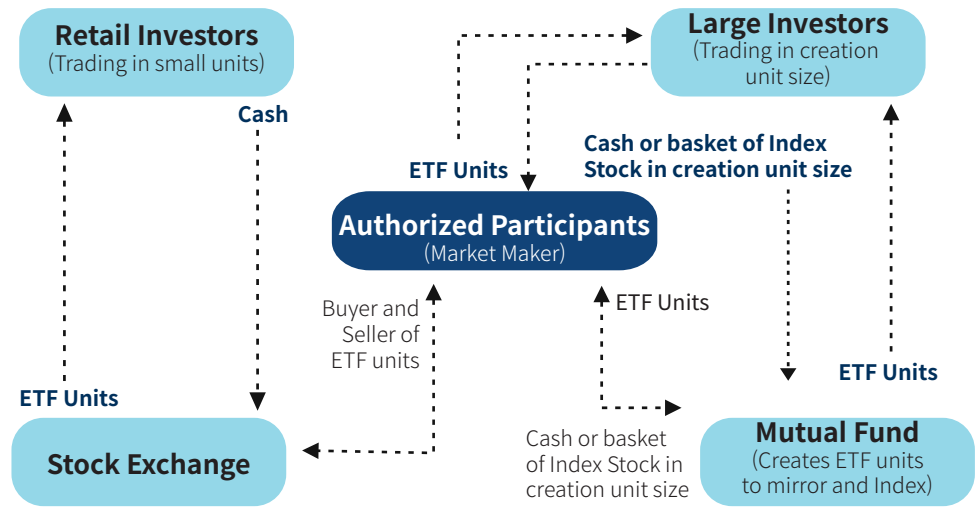 Retail Investors
(Trading in small units)
Large Investors
(Trading in creation
unit size)
Cash
Cash or basket of Index
Stock in creation unit size
ETF Units
Authorized Participants
(Market Maker)
Buyer and
Seller of
ETF units
ETF Units
ETF Units
ETF Units
Stock Exchange
Cash or basket
of Index Stock in
creation unit size
Mutual Fund
(Creates ETF units
to mirror and Index)